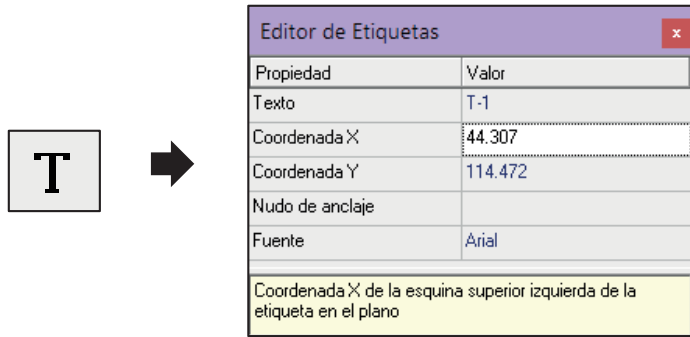 T
Editor de Etiquetas
x
Propiedad Valor
Texto T-1
Coordenada X 44.307
Coordenada Y 114.472
Nudo de anclaje
Fuente Arial
Coordenada X de la esquina superior izquierda de la
etiqueta en el plano